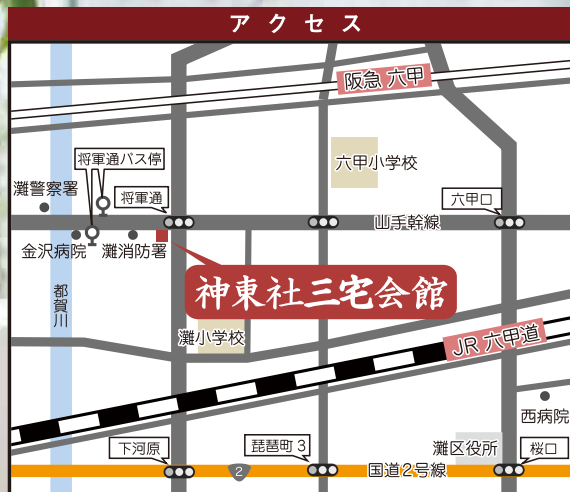 アクセス
阪急 六甲
将軍通バス停
六甲小学校
灘警察署
将軍通
六甲口
山手幹線
金沢病院
灘消防署
神東社三宅会館
都賀川
灘小学校
JR 六甲道
西病院
下河原
琵琶町3
灘区役所
桜口
2
国道2号線